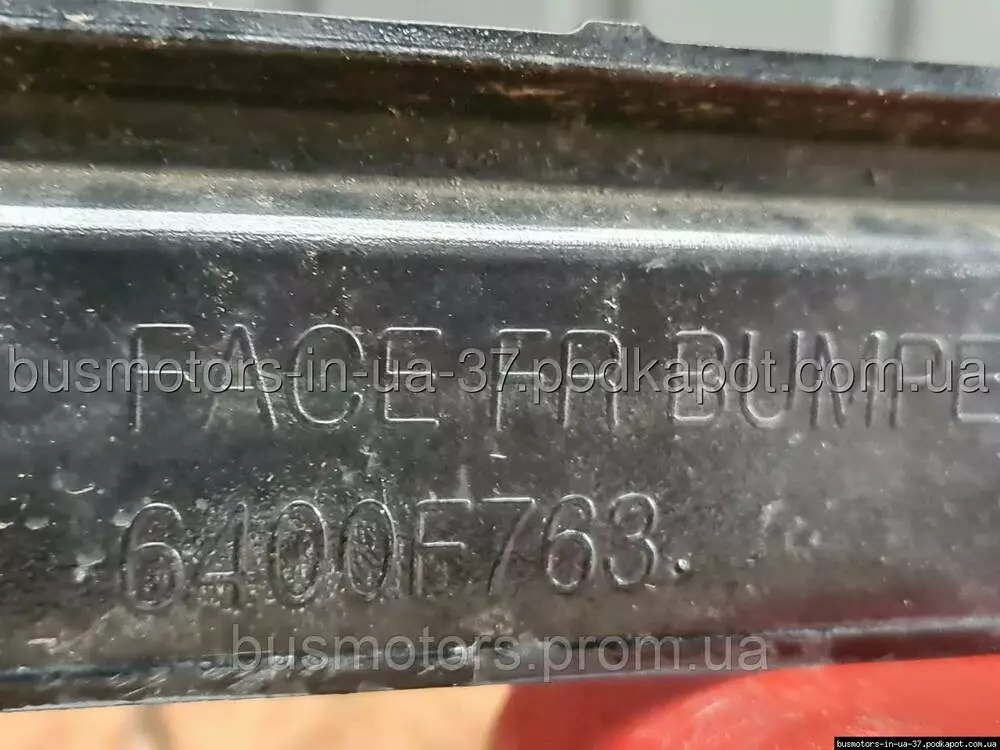 FACE FR BUMPE
busmotors-in-ua-37.podkapot.com.ua
6400F763.
busmotors.prom.ua
busmotors-in-ua-37.podkapot.com.ua